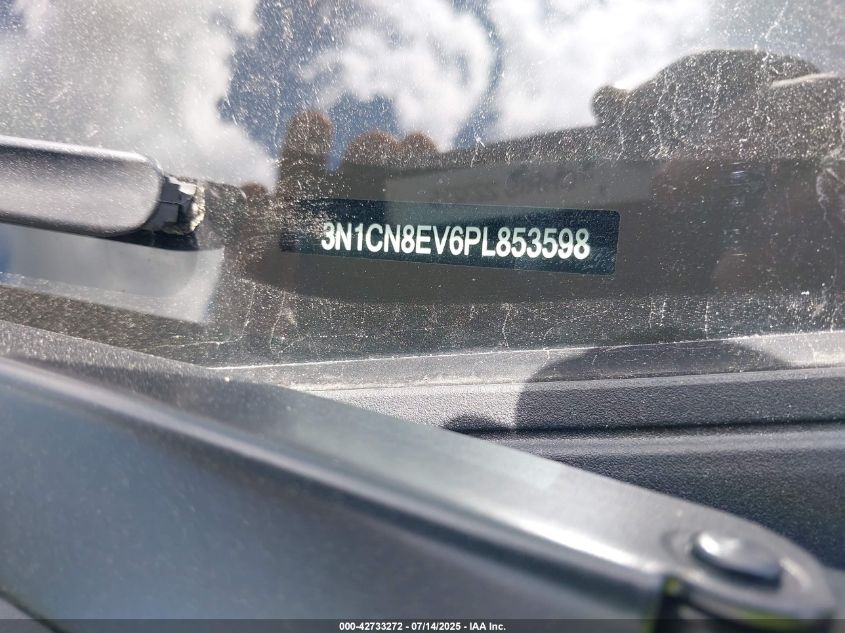 3N1CN8EV6PL853598
000-42733272 - 07/14/2025 - IAA Inc.